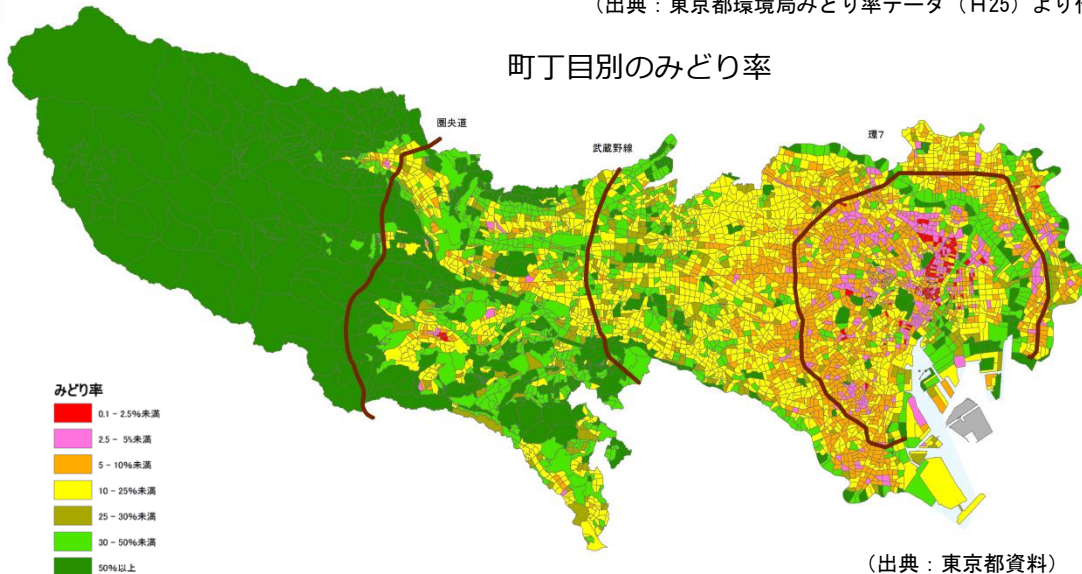 (出典：東京都環境局みどり率データ（H25）より
町丁目別のみどり率
圏央道
武蔵野線
環7
みどり率
0.1 - 2.5%未満
2.5 - 5%未満
5 - 10%未満
10 - 25%未満
25 - 30%未満
30 - 50%未満
50%以上
(出典：東京都資料)